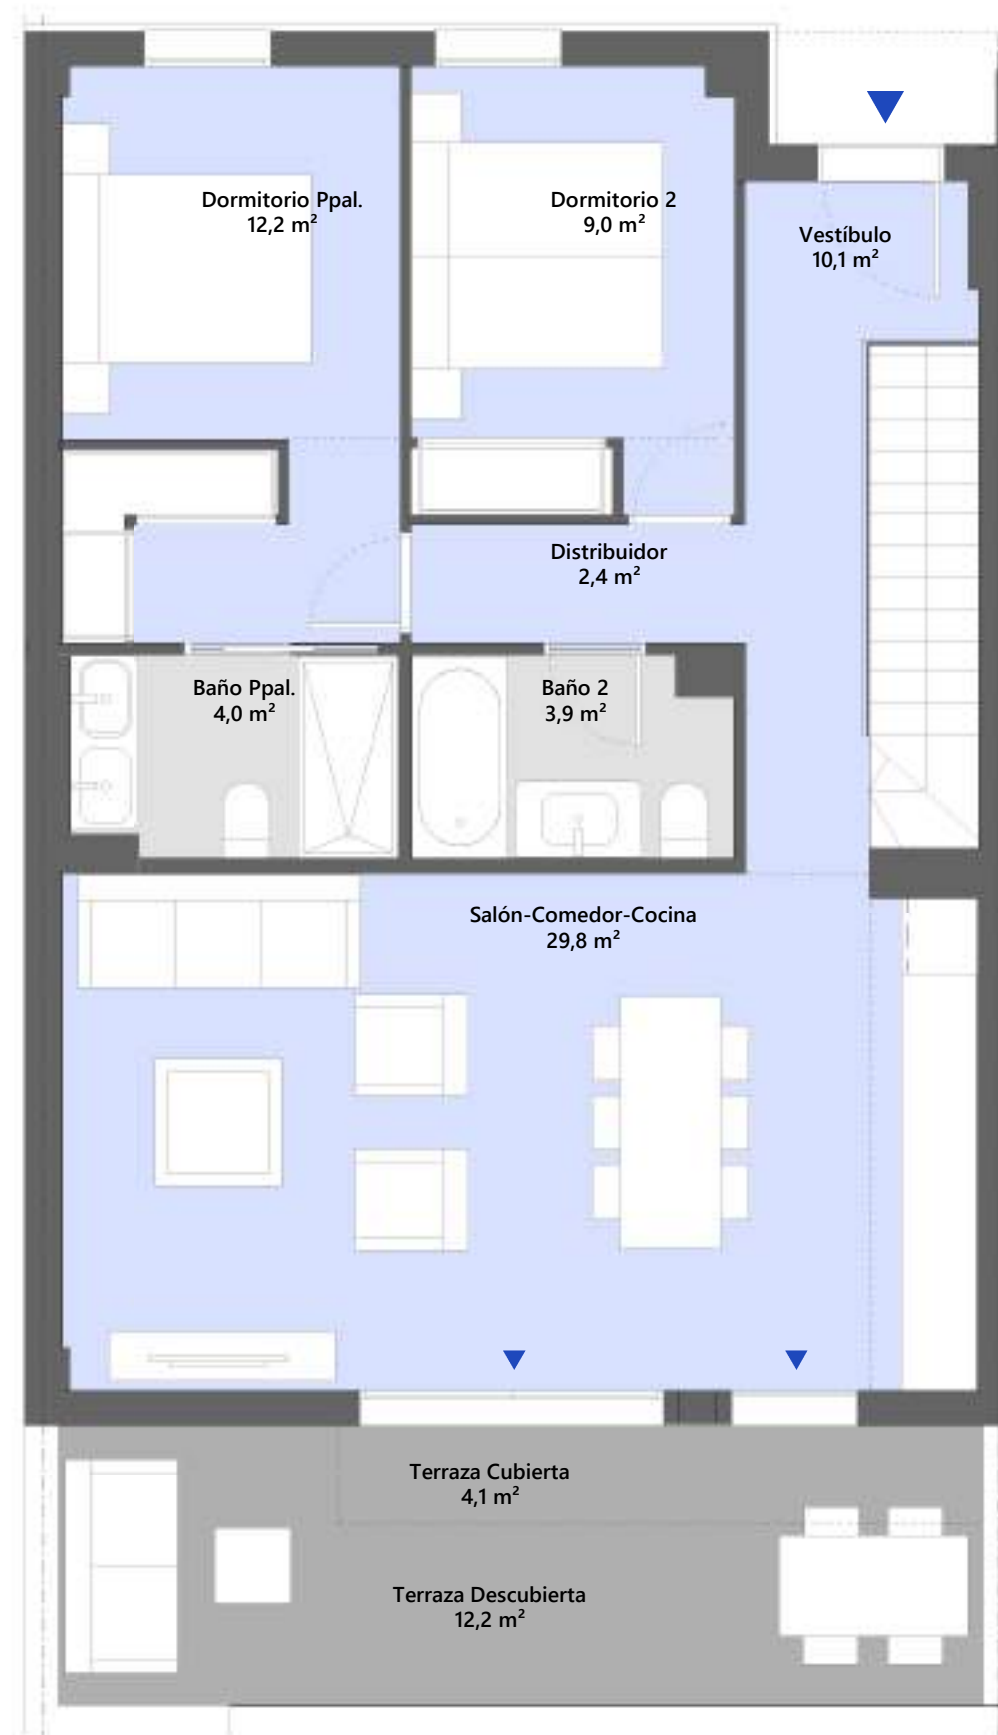 Dormitorio Ppal.
12,2 m²
Dormitorio 2
9,0 m²
Vestíbulo
10,1 m²
Distribuidor
2,4 m²
Baño Ppal.
4,0 m²
Baño 2
3,9 m²
Salón-Comedor-Cocina
29,8 m²
Terraza Cubierta
4,1 m²
Terraza Descubierta
12,2 m²